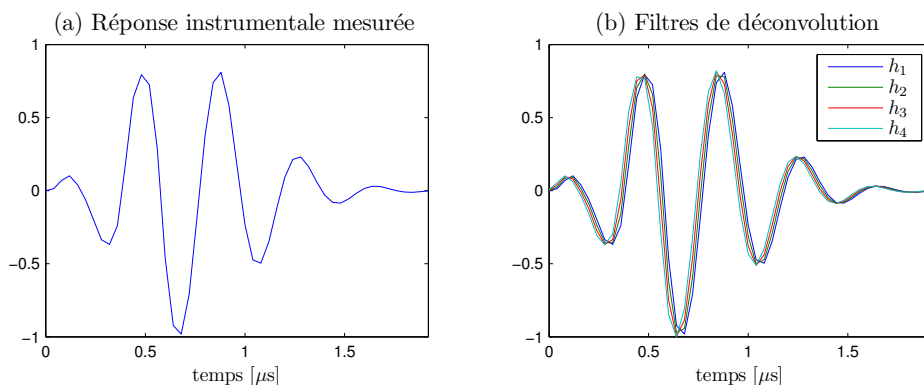 (a) Réponse instrumentale mesurée
1
0.5
0
−0.5
−1
0
0.5
1
1.5
temps [μs]
(b) Filtres de déconvolution
1
0.5
0
−0.5
−1
0
0.5
1
1.5
temps [μs]
h₁
h₂
h₃
h₄